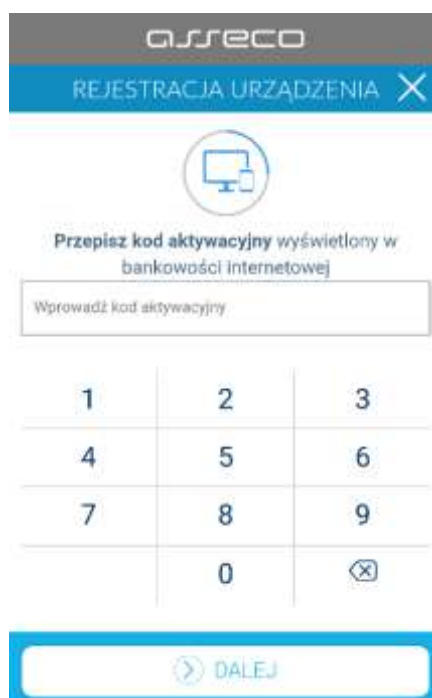 asseco
REJESTRACJA URZĄDZENIA
Przepisz kod aktywacyjny wyświetlony w
bankowości internetowej
Wprowadź kod aktywacyjny
1 2 3
4 5 6
7 8 9
0
DALEJ